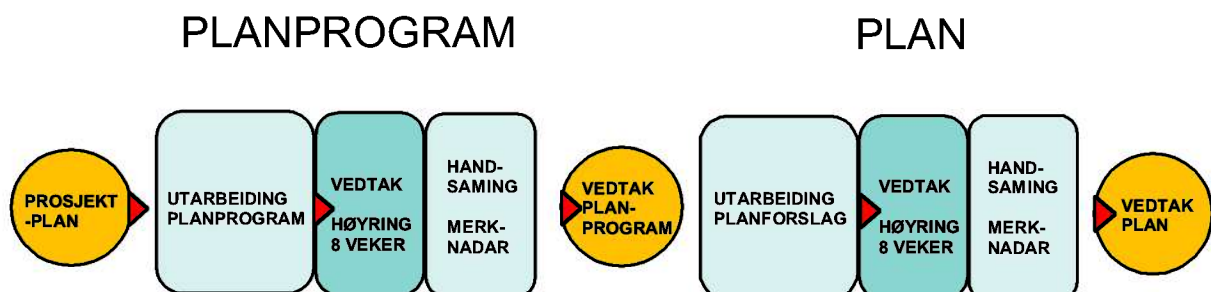 PLANPROGRAM
PLAN
PROSJEKT
-PLAN
UTARBEIDING
PLANPROGRAM
VEDTAK
HØYRING
8 VEKER
HAND-
SAMING
MERK-
NADAR
VEDTAK
PLAN-
PROGRAM
UTARBEIDING
PLANFORSLAG
VEDTAK
HØYRING
8 VEKER
HAND-
SAMING
MERK-
NADAR
VEDTAK
PLAN